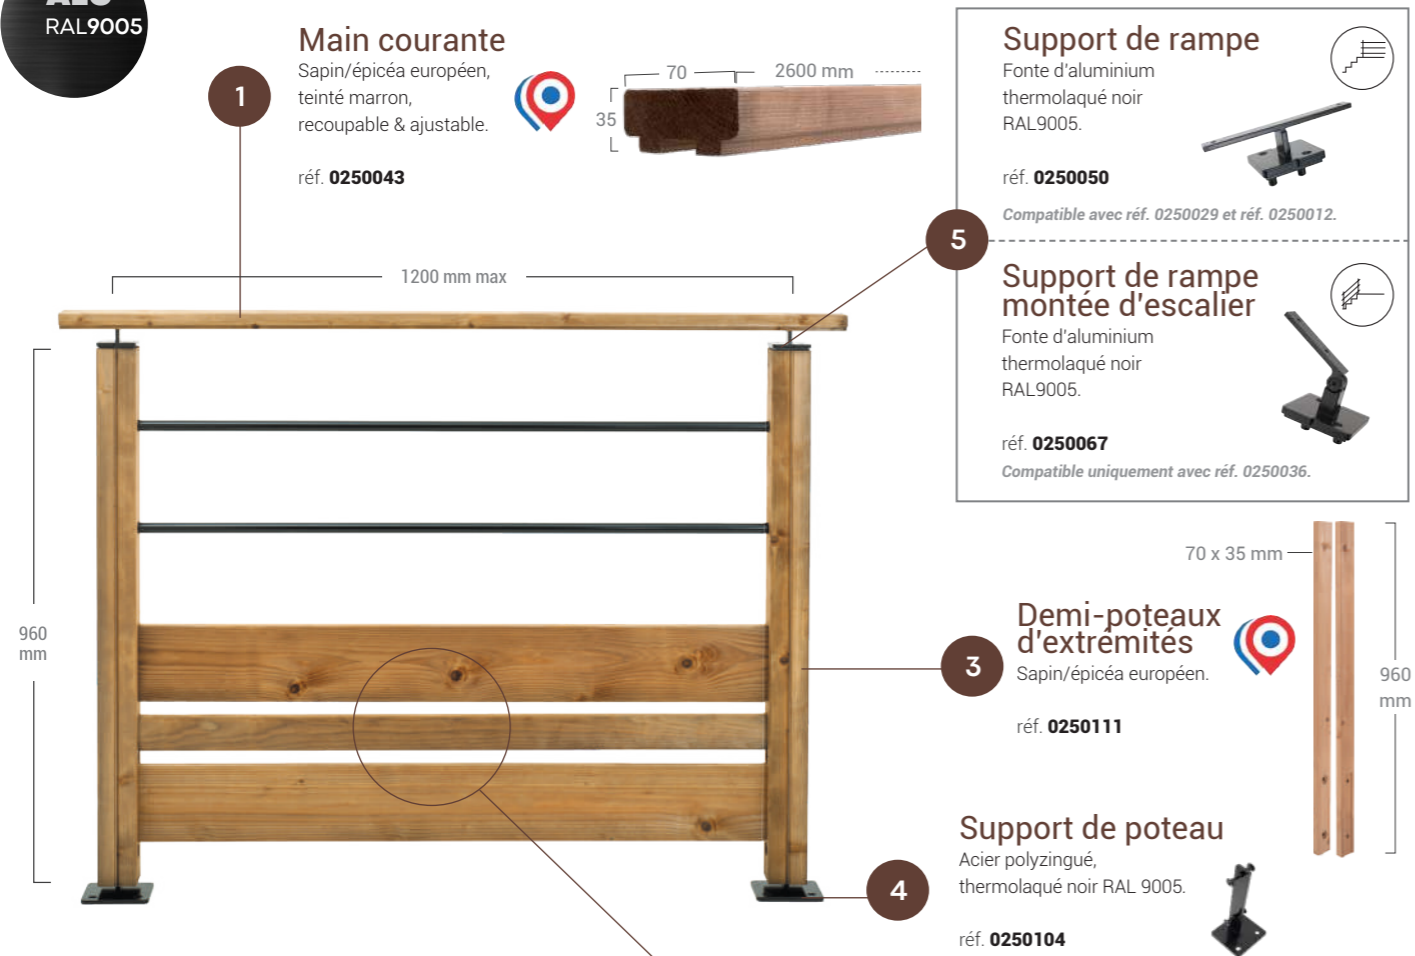 RAL9005
1
Main courante
Sapin/épicéa européen,
teinté marron,
recoupable & ajustable.
réf. 0250043
70
2600 mm
35
Support de rampe
Fonte d'aluminium
thermolaqué noir
RAL9005.
réf. 0250050
Compatible avec réf. 0250029 et réf. 0250012.
5
Support de rampe
montée d'escalier
Fonte d'aluminium
thermolaqué noir
RAL9005.
réf. 0250067
Compatible uniquement avec réf. 0250036.
1200 mm max
960
mm
70 x 35 mm
3
Demi-poteaux
d'extrémités
Sapin/épicéa européen.
réf. 0250111
960
mm
4
Support de poteau
Acier polyzingué,
thermolaqué noir RAL 9005.
réf. 0250104